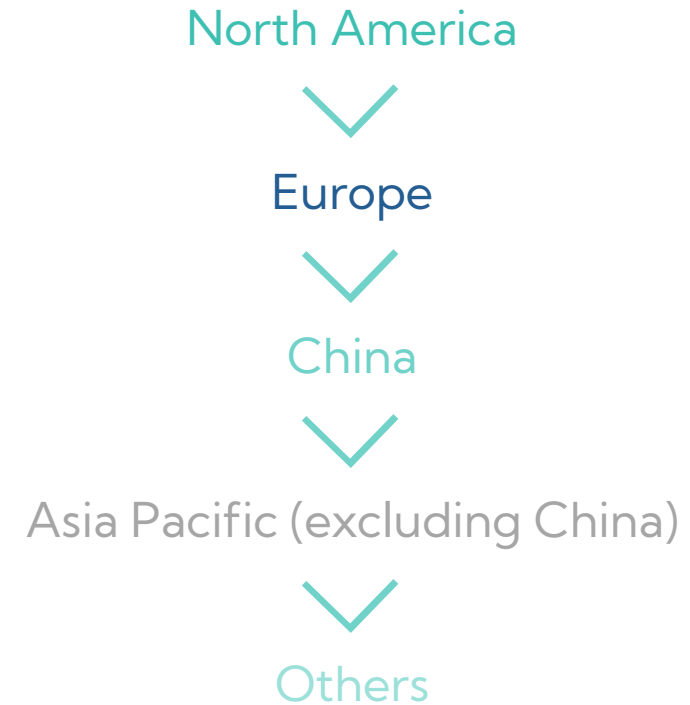 North America
Europe
China
Asia Pacific (excluding China)
Others